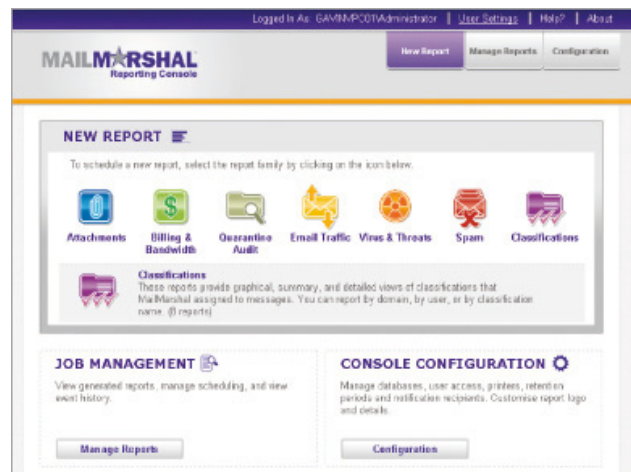 Logged In As: GAVINVPC01\Administrator | User Settings | Help? | About
MAILMARSHAL
Reporting Console
New Report
Manage Reports
Configuration
NEW REPORT
To schedule a new report, select the report family by clicking on the icon below.
Attachments
Billing & Bandwidth
Quarantine Audit
Email Traffic
Virus & Threats
Spam
Classifications
Classifications
These reports provide graphical, summary, and detailed views of classifications that
MailMarshal assigned to messages. You can report by domain, by user, or by classification
name. (reports)
JOB MANAGEMENT
View generated reports, manage scheduling, and view
event history.
Manage Reports
CONSOLE CONFIGURATION
Manage databases, user access, printers, retention
periods and notification recipients. Customise report logo
and details.
Configuration